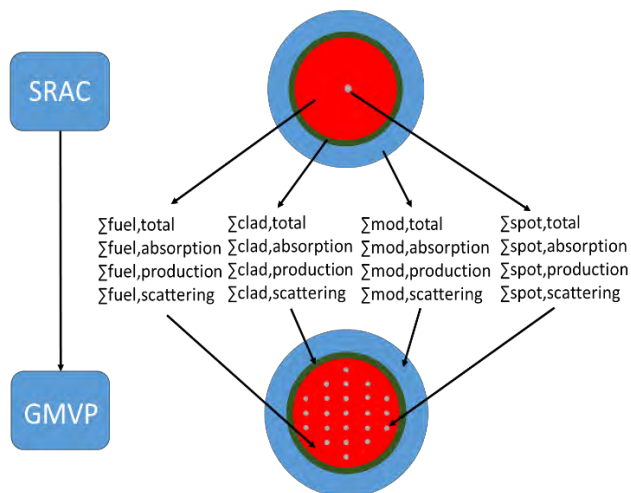 SRAC
∑fuel,total
∑fuel,absorption
∑fuel,production
∑fuel,scattering
∑clad,total
∑clad,absorption
∑clad,production
∑clad,scattering
∑mod,total
∑mod,absorption
∑mod,production
∑mod,scattering
∑spot,total
∑spot,absorption
∑spot,production
∑spot,scattering
GMVP